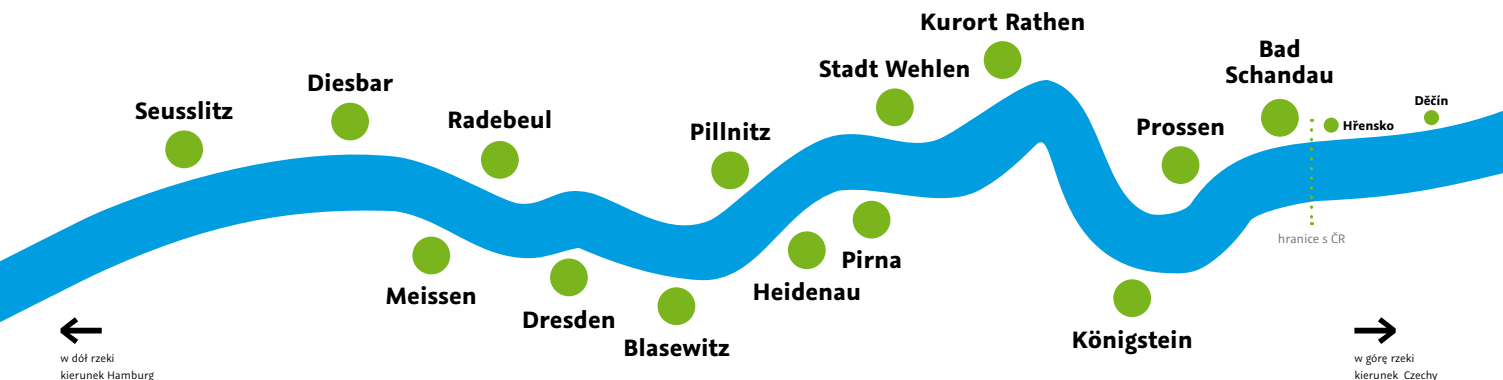 Kurort Rathen
Bad
Schandau
Stadt Wehlen
Diesbar
Seusslitz
Děčín
Radebeul
Hřensko
Prossen
Pillnitz
hranice s ČR
Pirna
Heidenau
Meissen
Dresden
Königstein
Blasewitz
w dół rzeki
kierunek Hamburg
w górę rzeki
kierunek Czechy